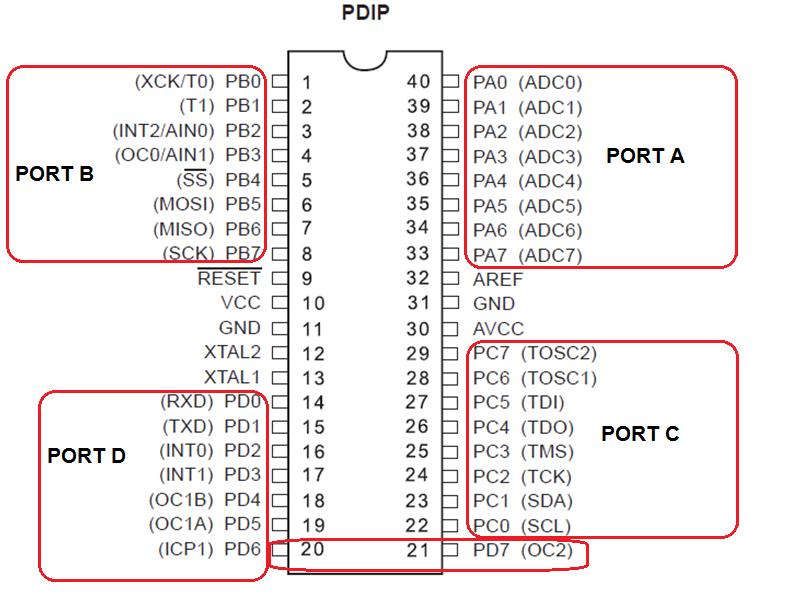 PDIP
(XCK/T0) PB0 1 40 PA0 (ADC0)
(T1) PB1 2 39 PA1 (ADC1)
(INT2/AIN0) PB2 3 38 PA2 (ADC2)
(OC0/AIN1) PB3 4 37 PA3 (ADC3) PORT A
PORT B (SS) PB4 5 36 PA4 (ADC4)
(MOSI) PB5 6 35 PA5 (ADC5)
(MISO) PB6 7 34 PA6 (ADC6)
(SCK) PB7 8 33 PA7 (ADC7)
RESET 9 32 AREF
VCC 10 31 GND
GND 11 30 AVCC
XTAL2 12 29 PC7 (TOSC2)
XTAL1 13 28 PC6 (TOSC1)
(RXD) PD0 14 27 PC5 (TDI)
(TXD) PD1 15 26 PC4 (TDO) PORT C
PORT D (INT0) PD2 16 25 PC3 (TMS)
(INT1) PD3 17 24 PC2 (TCK)
(OC1B) PD4 18 23 PC1 (SDA)
(OC1A) PD5 19 22 PC0 (SCL)
(ICP1) PD6 20 21 PD7 (OC2)